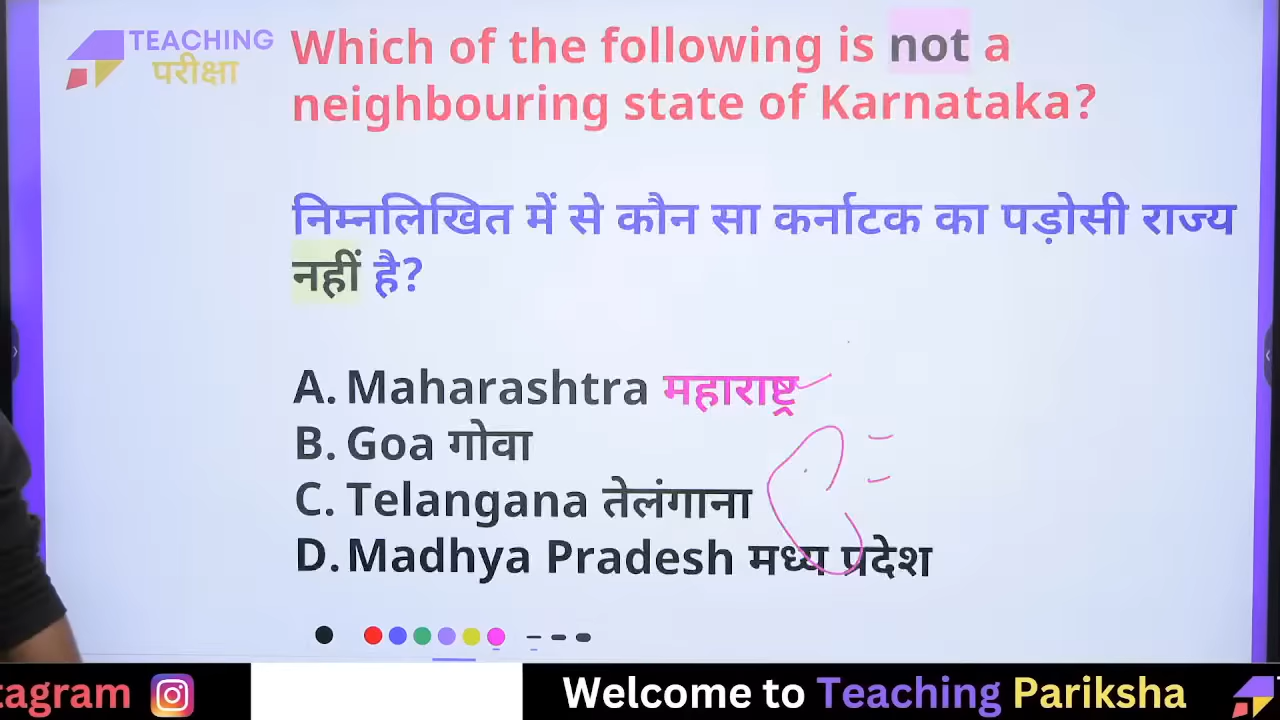 TEACHING
परीक्षा
Which of the following is not a
neighbouring state of Karnataka?
निम्नलिखित में से कौन सा कर्नाटक का पड़ोसी राज्य
नहीं है?
A. Maharashtra महाराष्ट्र
B. Goa गोवा
C. Telangana तेलंगाना
D. Madhya Pradesh मध्य प्रदेश
tagram
Welcome to Teaching Pariksha